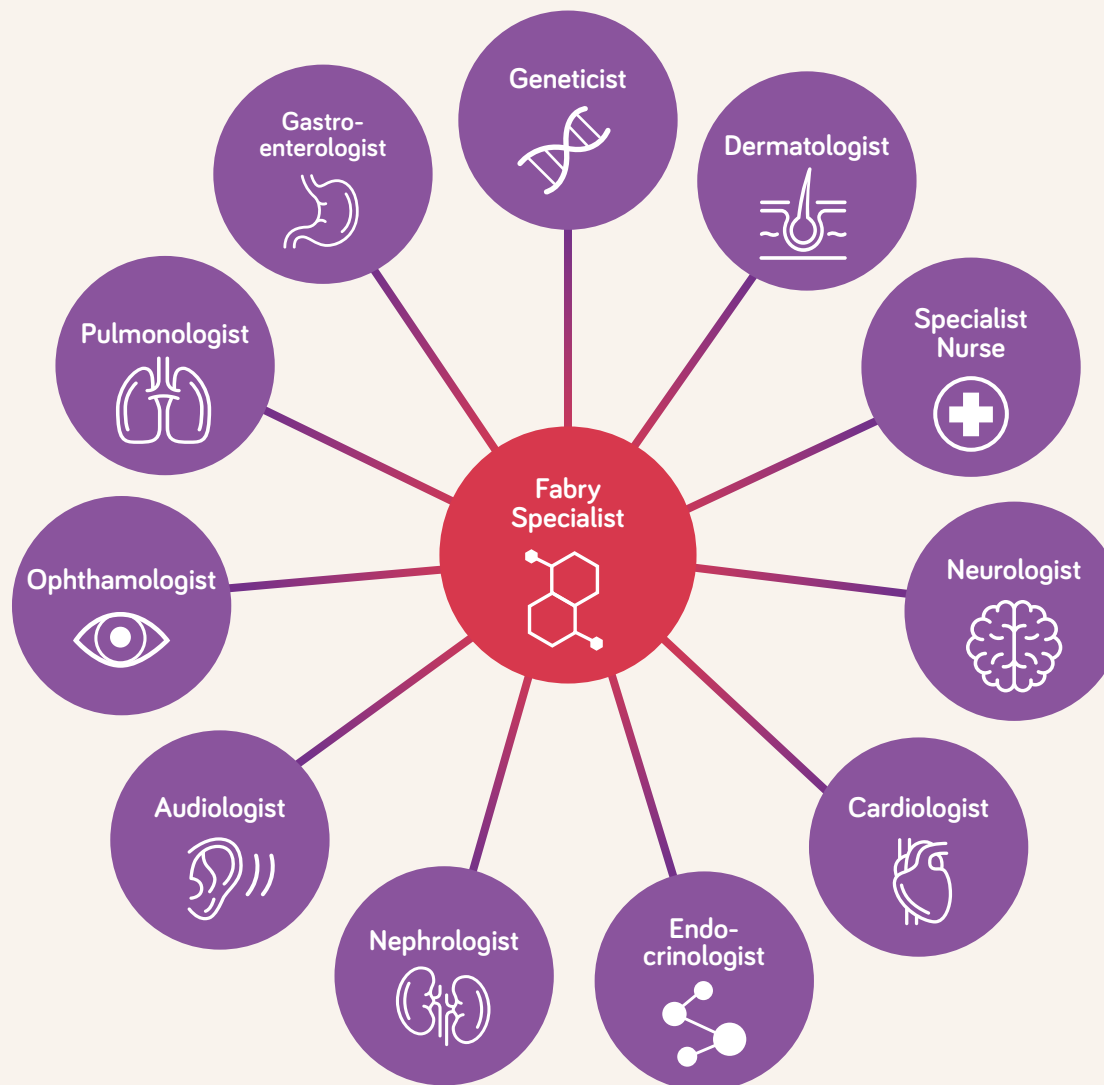 Geneticist
Gastro-
enterologist
Dermatologist
Specialist
Nurse
Pulmonologist
Fabry
Specialist
Ophthamologist
Neurologist
Audiologist
Cardiologist
Nephrologist
Endo-
crinologist